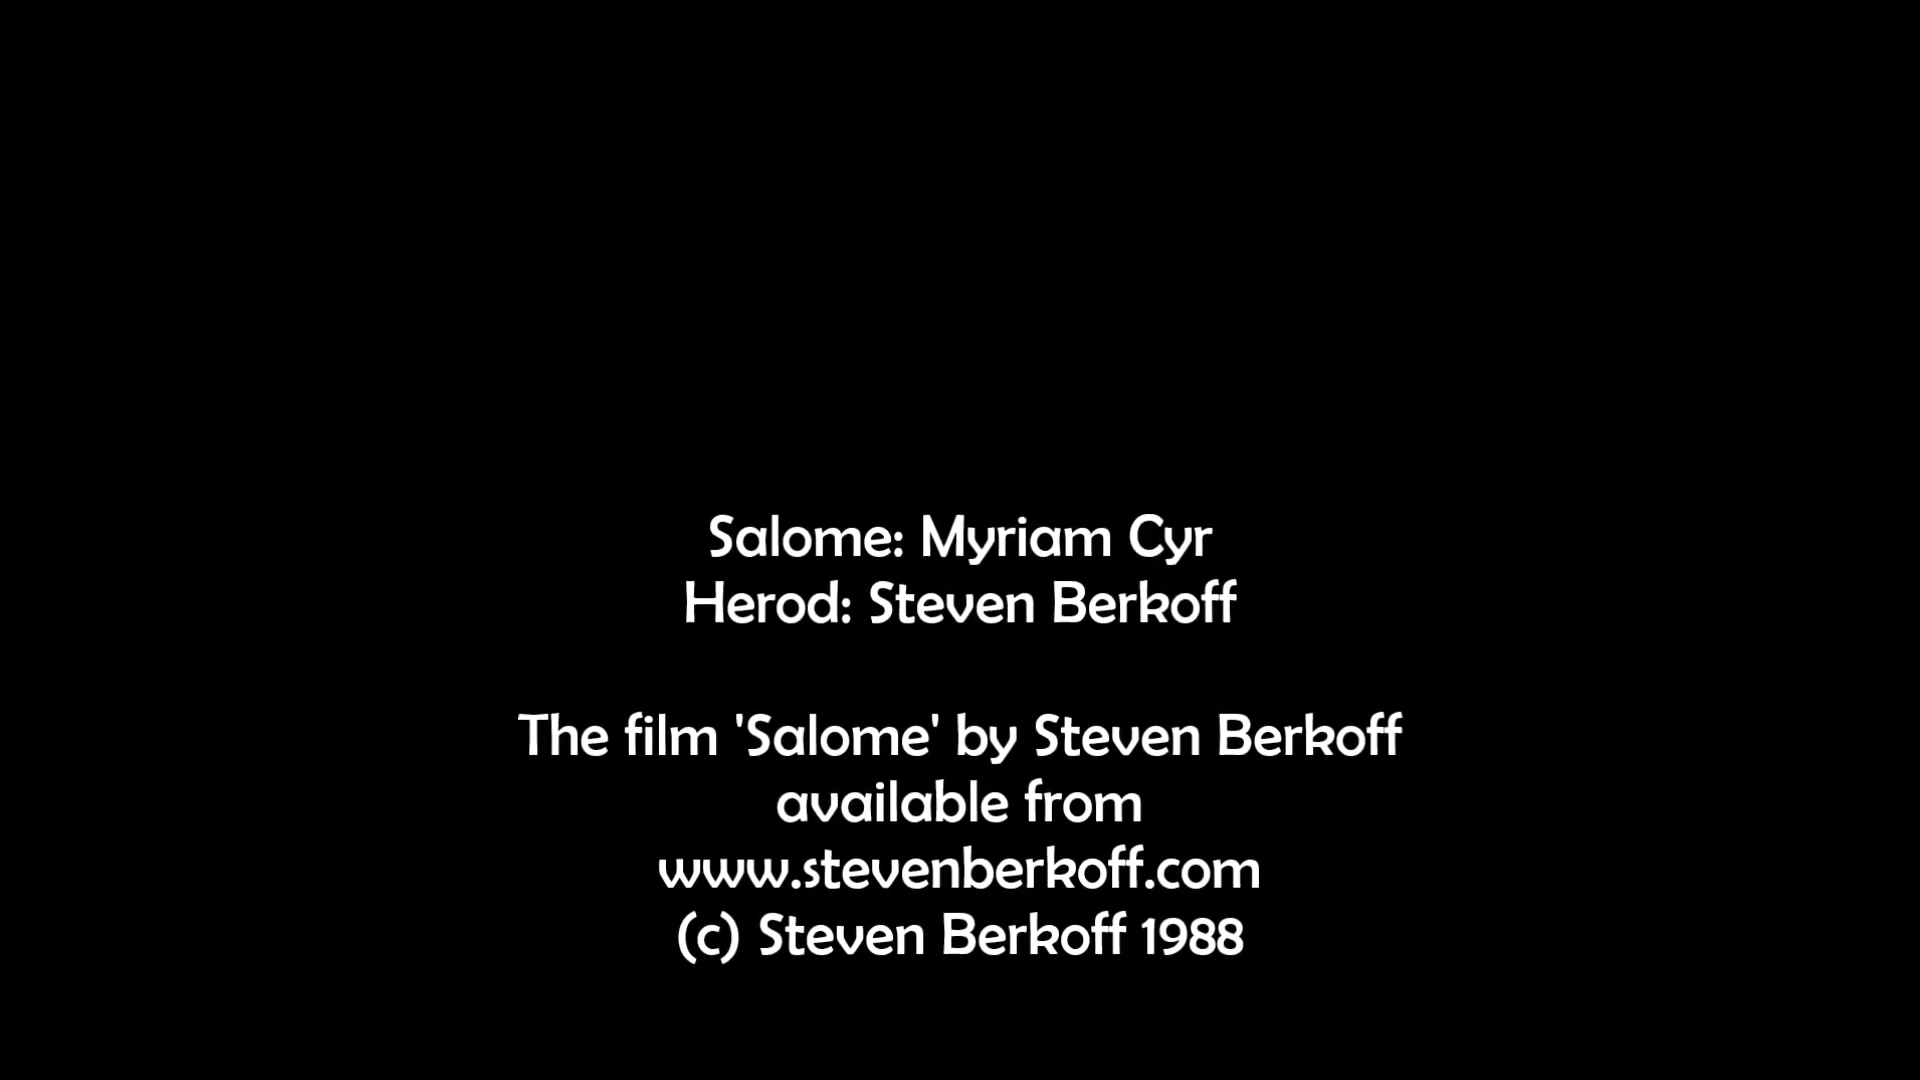 Salome: Myriam Cyr
Herod: Steven Berkoff
The film 'Salome' by Steven Berkoff
available from
www.stevenberkoff.com
(c) Steven Berkoff 1988